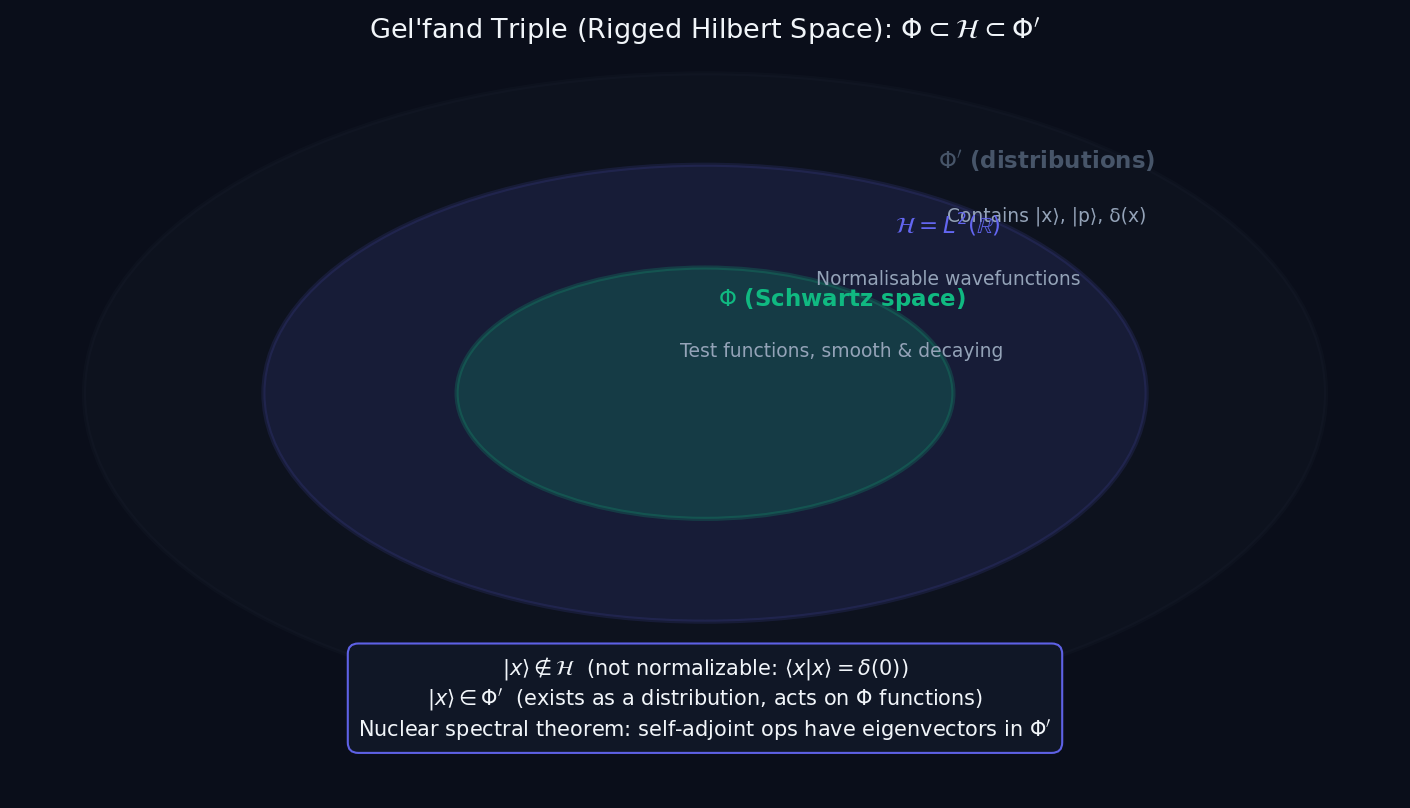 Gel'fand Triple (Rigged Hilbert Space): Φ ⊂ ℋ ⊂ Φ′
Φ′ (distributions)
Contains |x⟩, |p⟩, δ(x)
ℋ = L²(ℝ)
Normalisable wavefunctions
Φ (Schwartz space)
Test functions, smooth & decaying
|x⟩ ∉ ℋ (not normalizable: ⟨x|x⟩ = δ(0))
|x⟩ ∈ Φ′ (exists as a distribution, acts on Φ functions)
Nuclear spectral theorem: self-adjoint ops have eigenvectors in Φ′